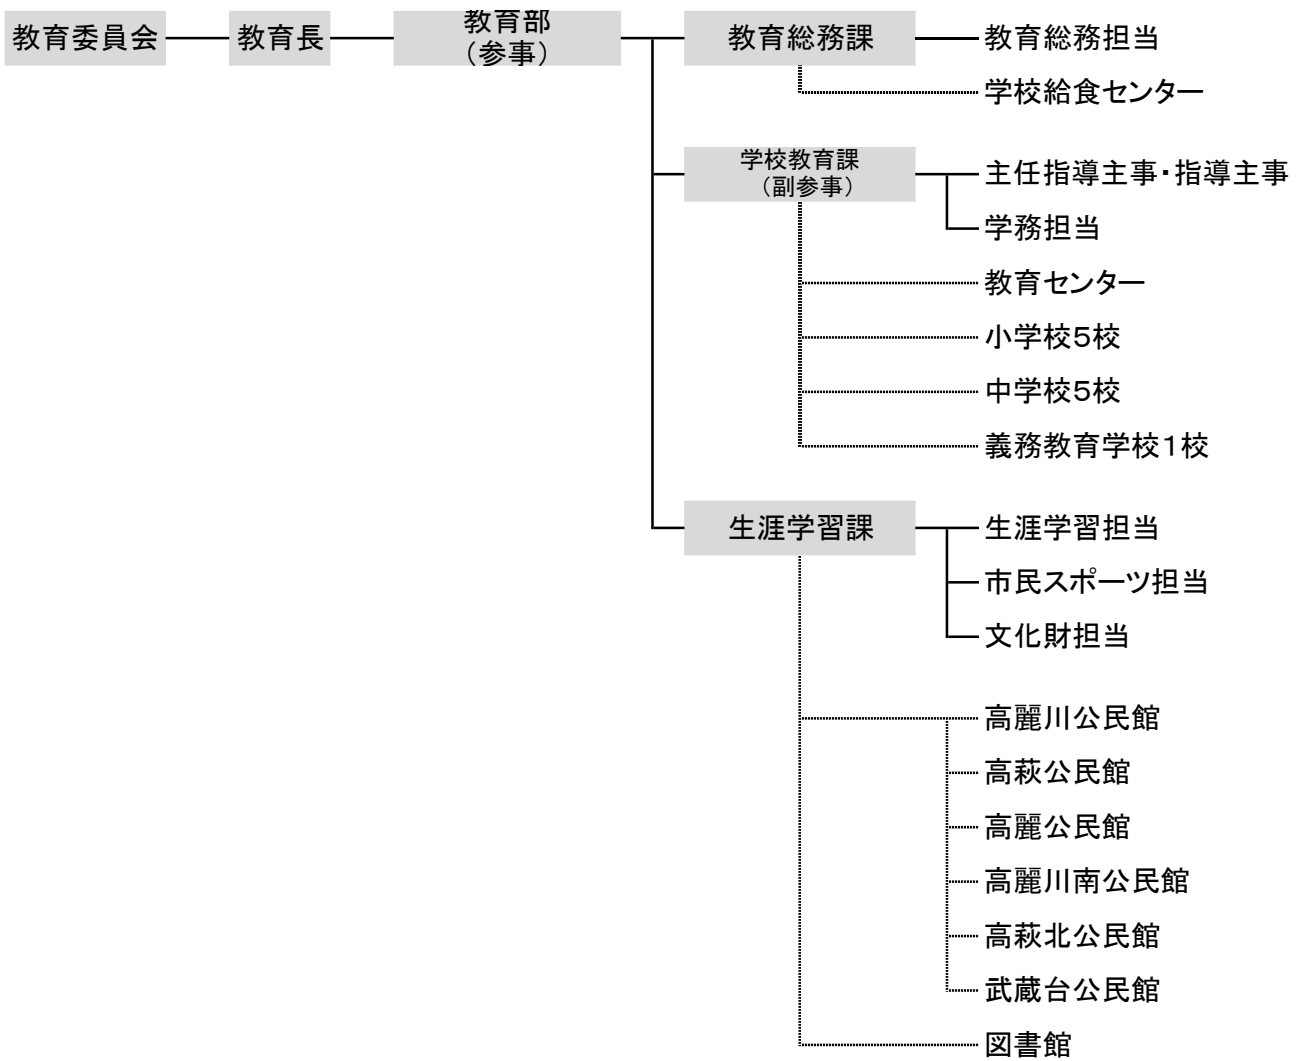 教育委員会
教育長
教育部
（参事）
教育総務課
教育総務担当
学校給食センター
学校教育課
（副参事）
主任指導主事・指導主事
学務担当
教育センター
小学校５校
中学校５校
義務教育学校１校
生涯学習課
生涯学習担当
市民スポーツ担当
文化財担当
高麗川公民館
高萩公民館
高麗公民館
高麗川南公民館
高萩北公民館
武蔵台公民館
図書館